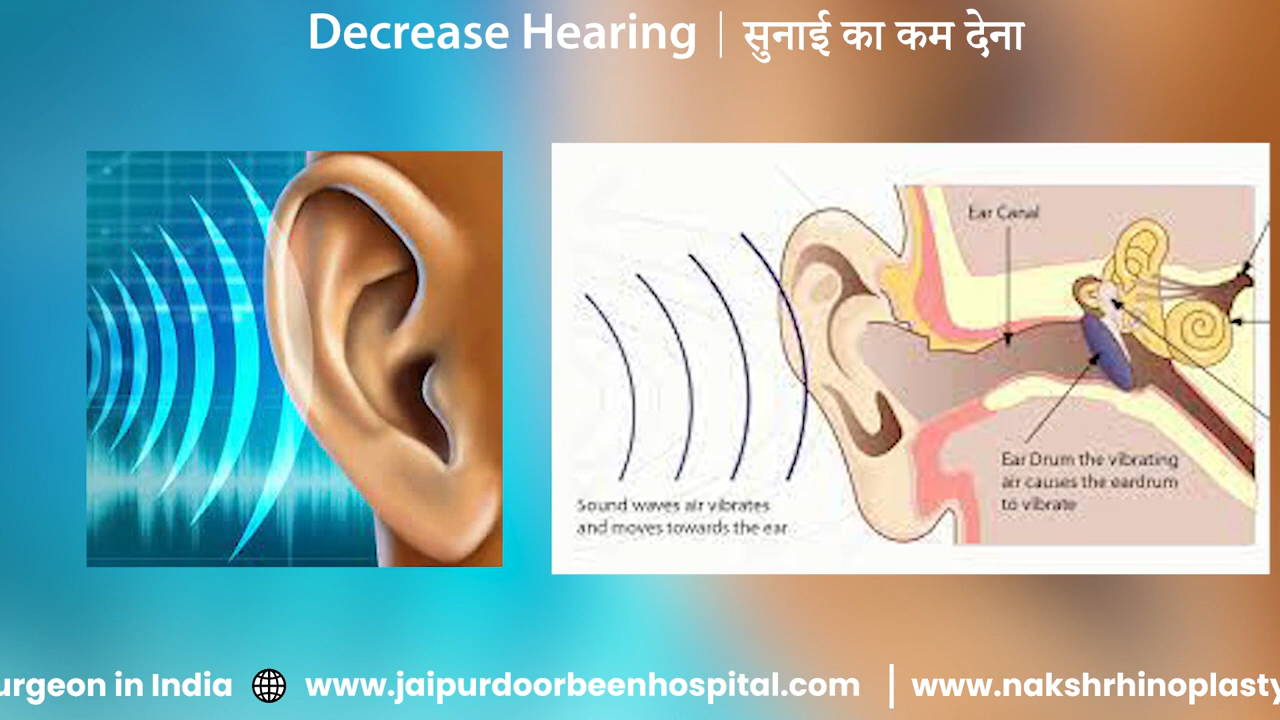 Decrease Hearing | सुनाई का कम देना
Ear Canal
Sound waves air vibrates
and moves towards the ear
Ear Drum the vibrating
air causes the eardrum
to vibrate
urgeon in India www.jaipurdoorbeenhospital.com | www.nakshrhinoplasty